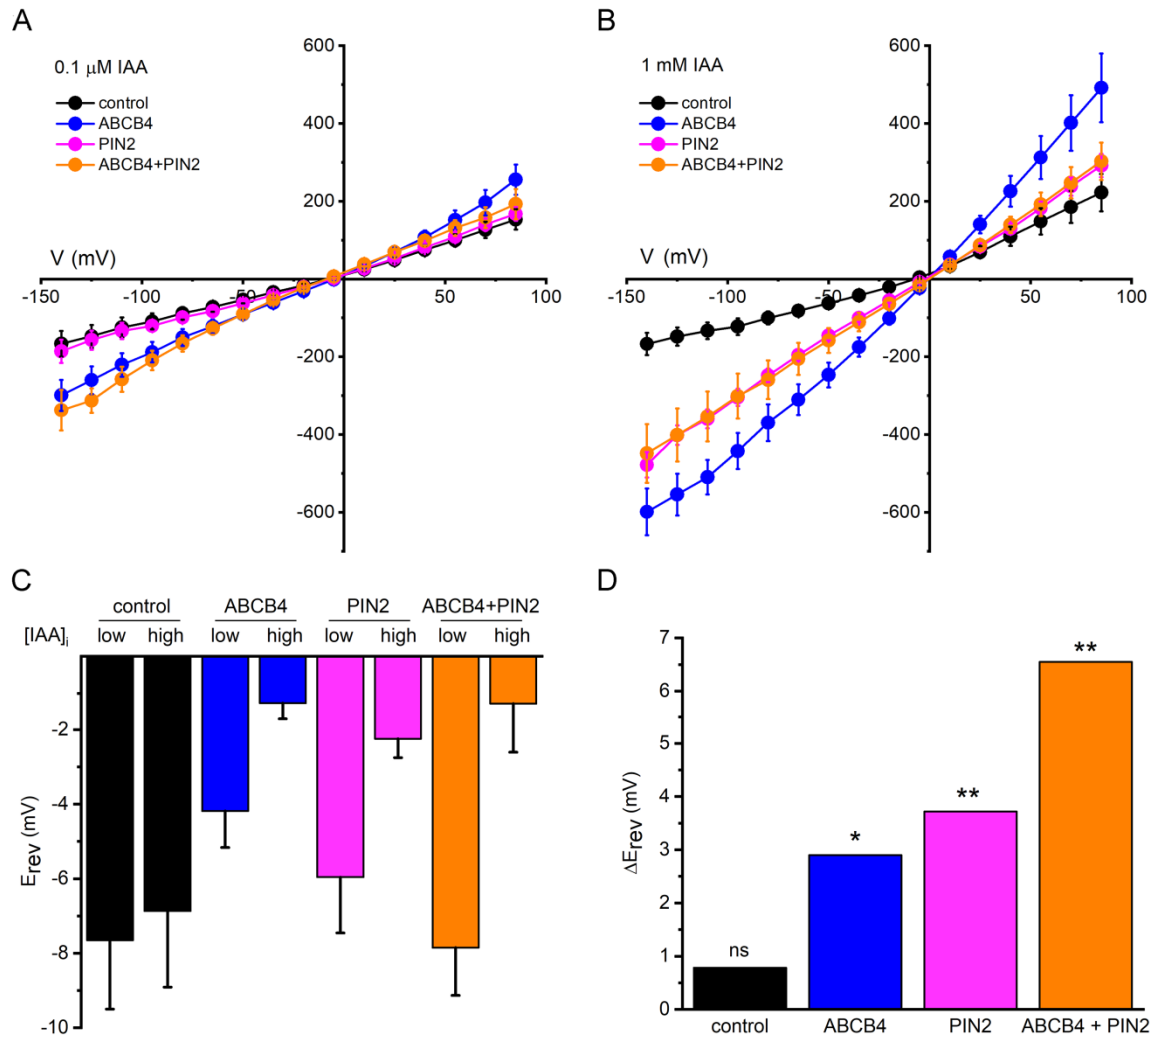 A
0.1 μM IAA
control
ABCB4
PIN2
ABCB4+PIN2
V (mV)
600
400
200
-150
-100
-50
50
100
-200
-400
-600
B
1 mM IAA
control
ABCB4
PIN2
ABCB4+PIN2
V (mV)
600
400
200
-150
-100
-50
50
100
-200
-400
-600
C
control ABCB4 PIN2 ABCB4+PIN2
[IAA]i low high low high low high low high
-2
-4
-6
-8
-10
Erev (mV)
D
7
6
5
4
3
2
1
0
ΔErev (mV)
ns
*
**
**
control ABCB4 PIN2 ABCB4 + PIN2